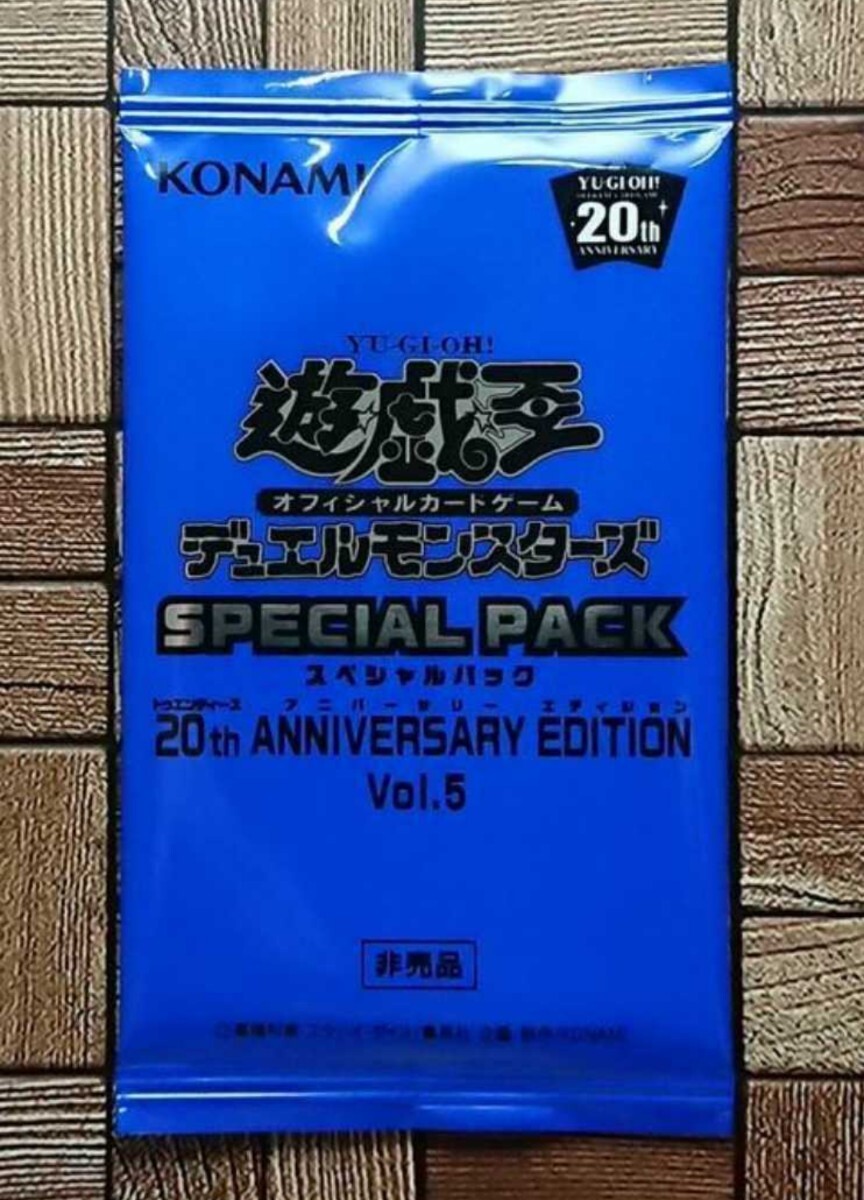 KONAMI
YU-GI-OH!
20th
ANNIVERSARY
YU-GI-OH!
遊☆戯☆王
オフィシャルカードゲーム
デュエルモンスターズ
SPECIAL PACK
スペシャルパック
トゥエンティース アニバーサリー エディション
20th ANNIVERSARY EDITION
Vol.5
非売品